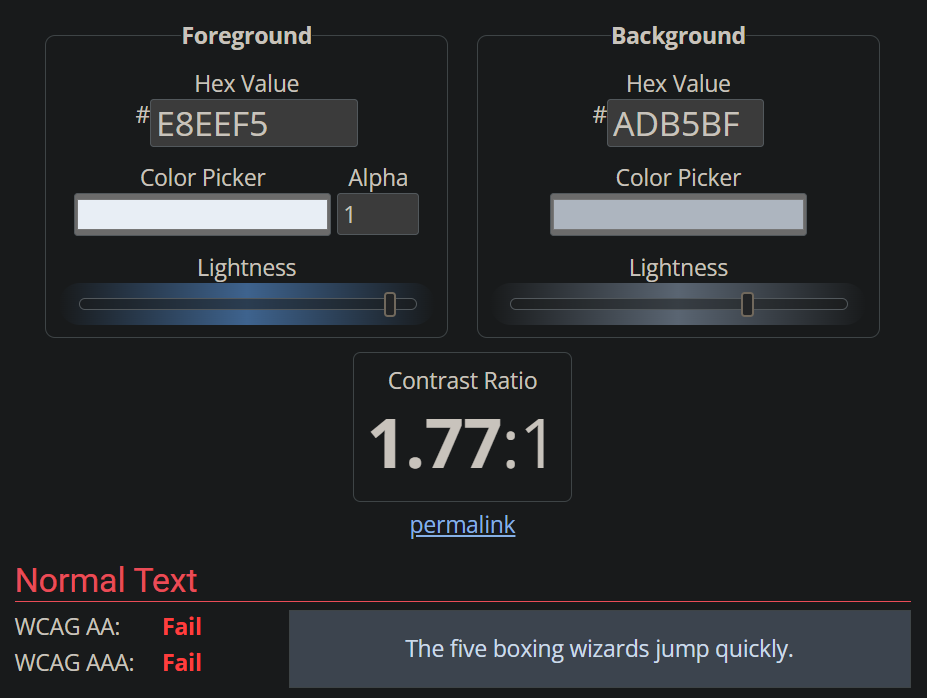 Foreground Background
Hex Value Hex Value
#E8EEF5 #ADB5BF
Color Picker Alpha Color Picker
1
Lightness Lightness
Contrast Ratio
1.77:1
permalink
Normal Text
WCAG AA: Fail
WCAG AAA: Fail
The five boxing wizards jump quickly.